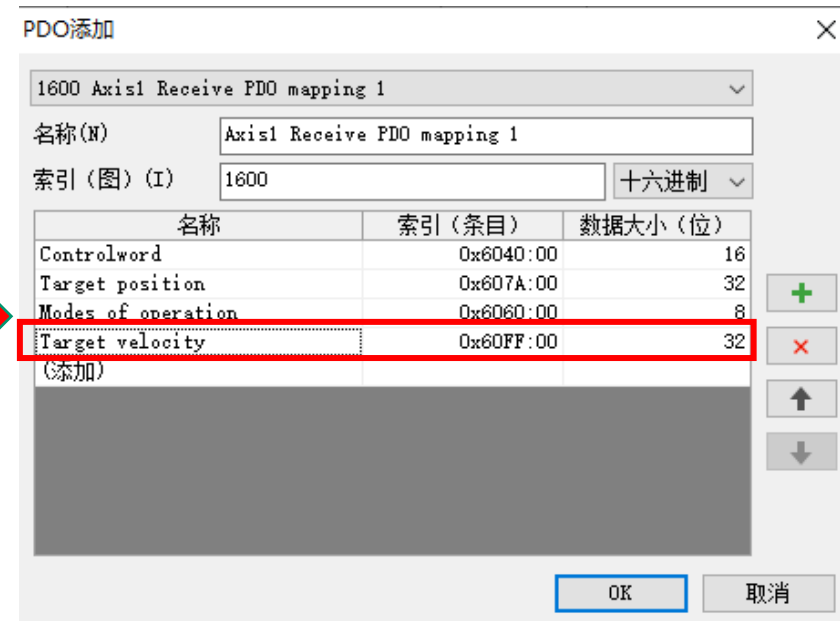 PDO添加
1600 Axis1 Receive PDO mapping 1
名称(N) Axis1 Receive PDO mapping 1
索引（图）(I) 1600 十六进制
名称 索引（条目） 数据大小（位）
Controlword 0x6040:00 16
Target position 0x607A:00 32
Modes of operation 0x6060:00 8
Target velocity 0x60FF:00 32
(添加)
OK 取消